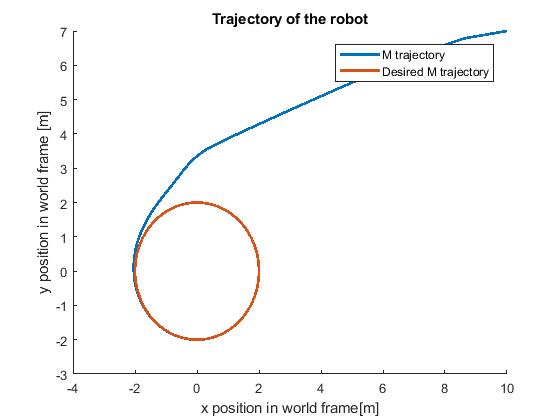 Trajectory of the robot
7
6
5
4
3
2
1
0
-1
-2
-3
y position in world frame [m]
M trajectory
Desired M trajectory
-4 -2 0 2 4 6 8 10
x position in world frame[m]